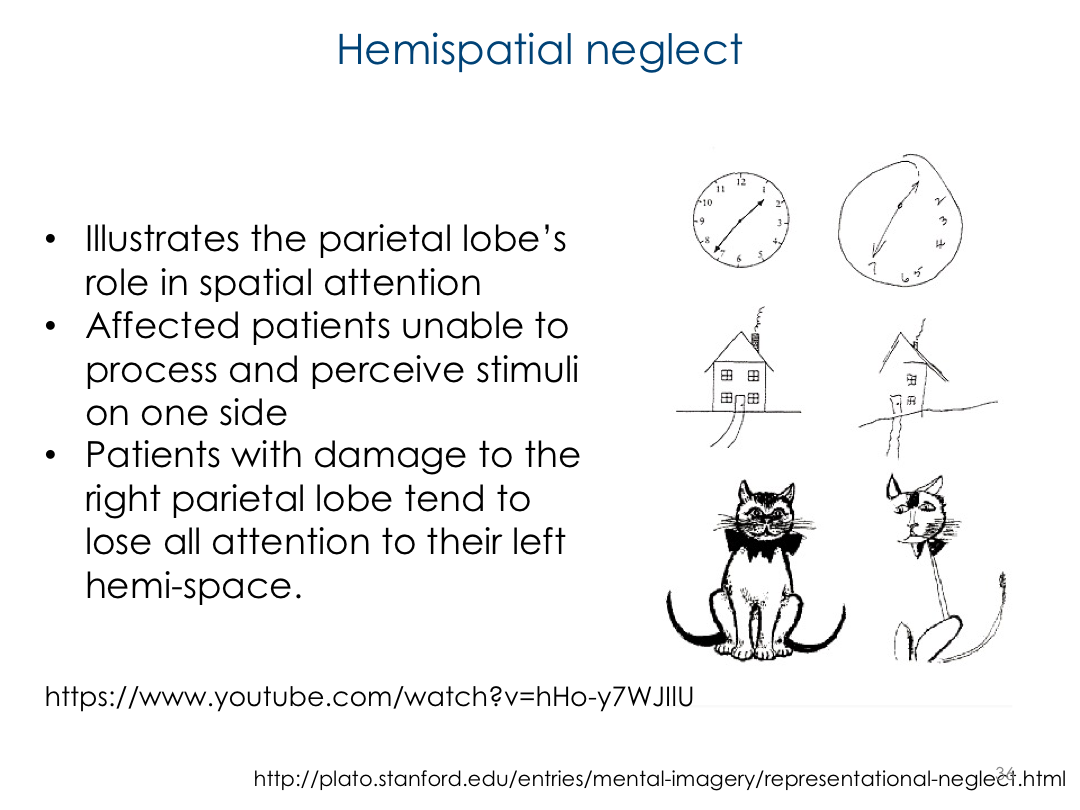 Hemispatial neglect
• Illustrates the parietal lobe’s
role in spatial attention
• Affected patients unable to
process and perceive stimuli
on one side
• Patients with damage to the
right parietal lobe tend to
lose all attention to their left
hemi-space.
12
11 1
10 2
9 3
8 4
7 5
6
2
3
4
7 6 5
https://www.youtube.com/watch?v=hHo-y7WJIlU
http://plato.stanford.edu/entries/mental-imagery/representational-neglect.html